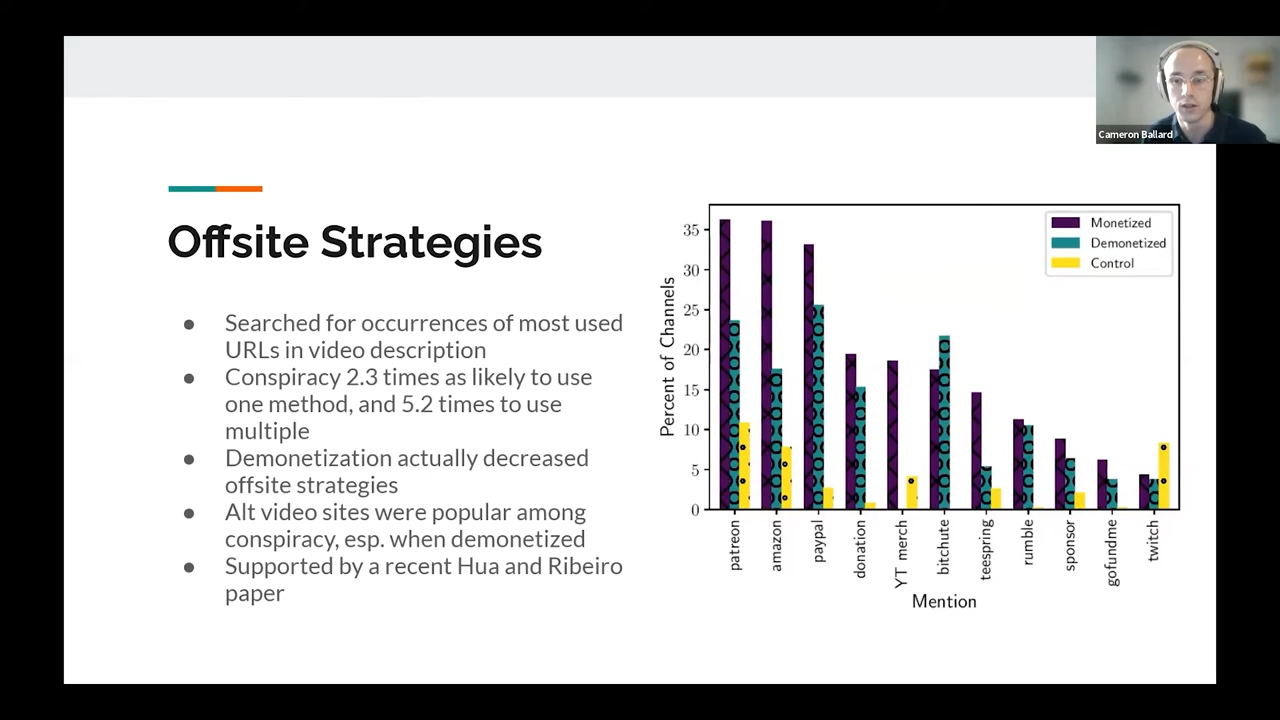 Cameron Ballard
Offsite Strategies
● Searched for occurrences of most used
URLs in video description
● Conspiracy 2.3 times as likely to use
one method, and 5.2 times to use
multiple
● Demonetization actually decreased
offsite strategies
● Alt video sites were popular among
conspiracy, esp. when demonetized
● Supported by a recent Hua and Ribeiro
paper
Monetized
Demonetized
Control
Percent of Channels
35
30
25
20
15
10
5
0
patreon
amazon
paypal
donation
YT merch
bitchute
teespring
rumble
sponsor
gofundme
twitch
Mention